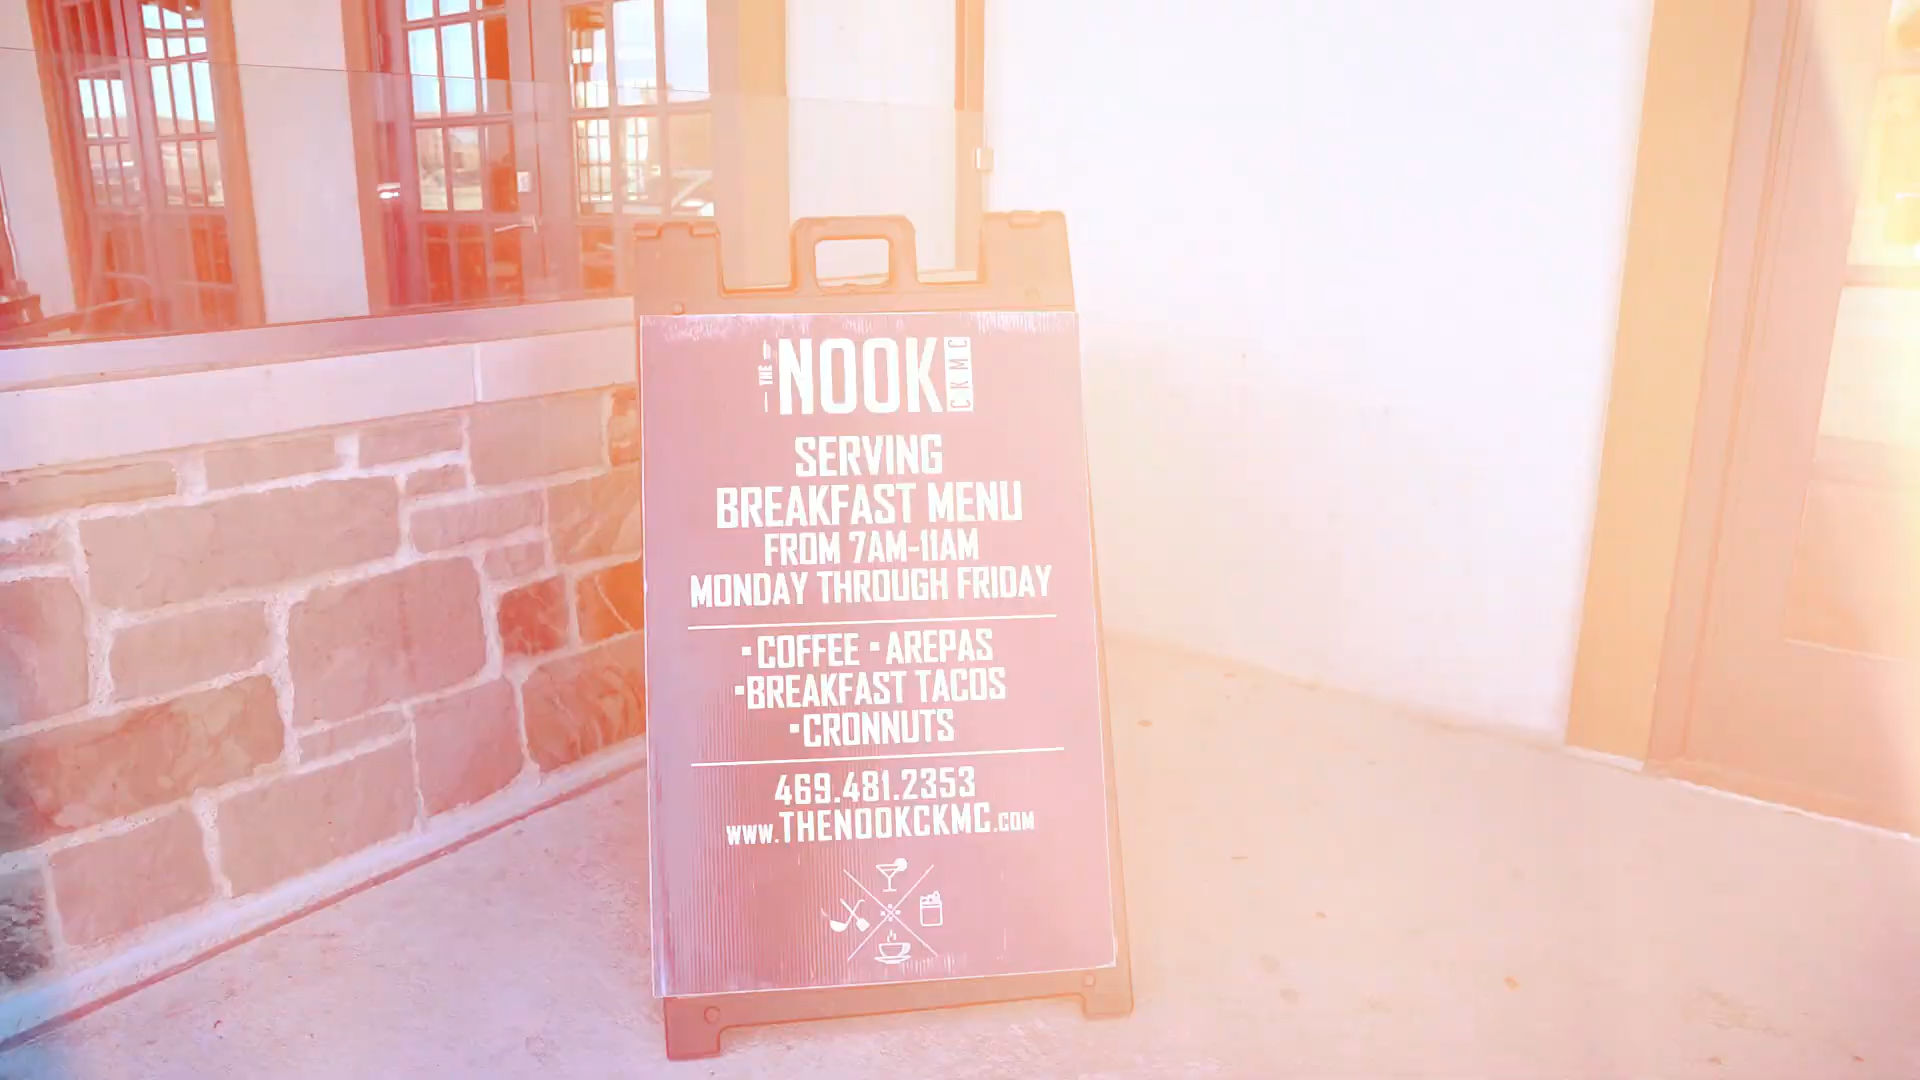 THE NOOK CKMC
SERVING
BREAKFAST MENU
FROM 7AM-11AM
MONDAY THROUGH FRIDAY
▪COFFEE ▪AREPAS
▪BREAKFAST TACOS
▪CRONNUTS
469.481.2353
WWW.THENOOKCKMC.COM